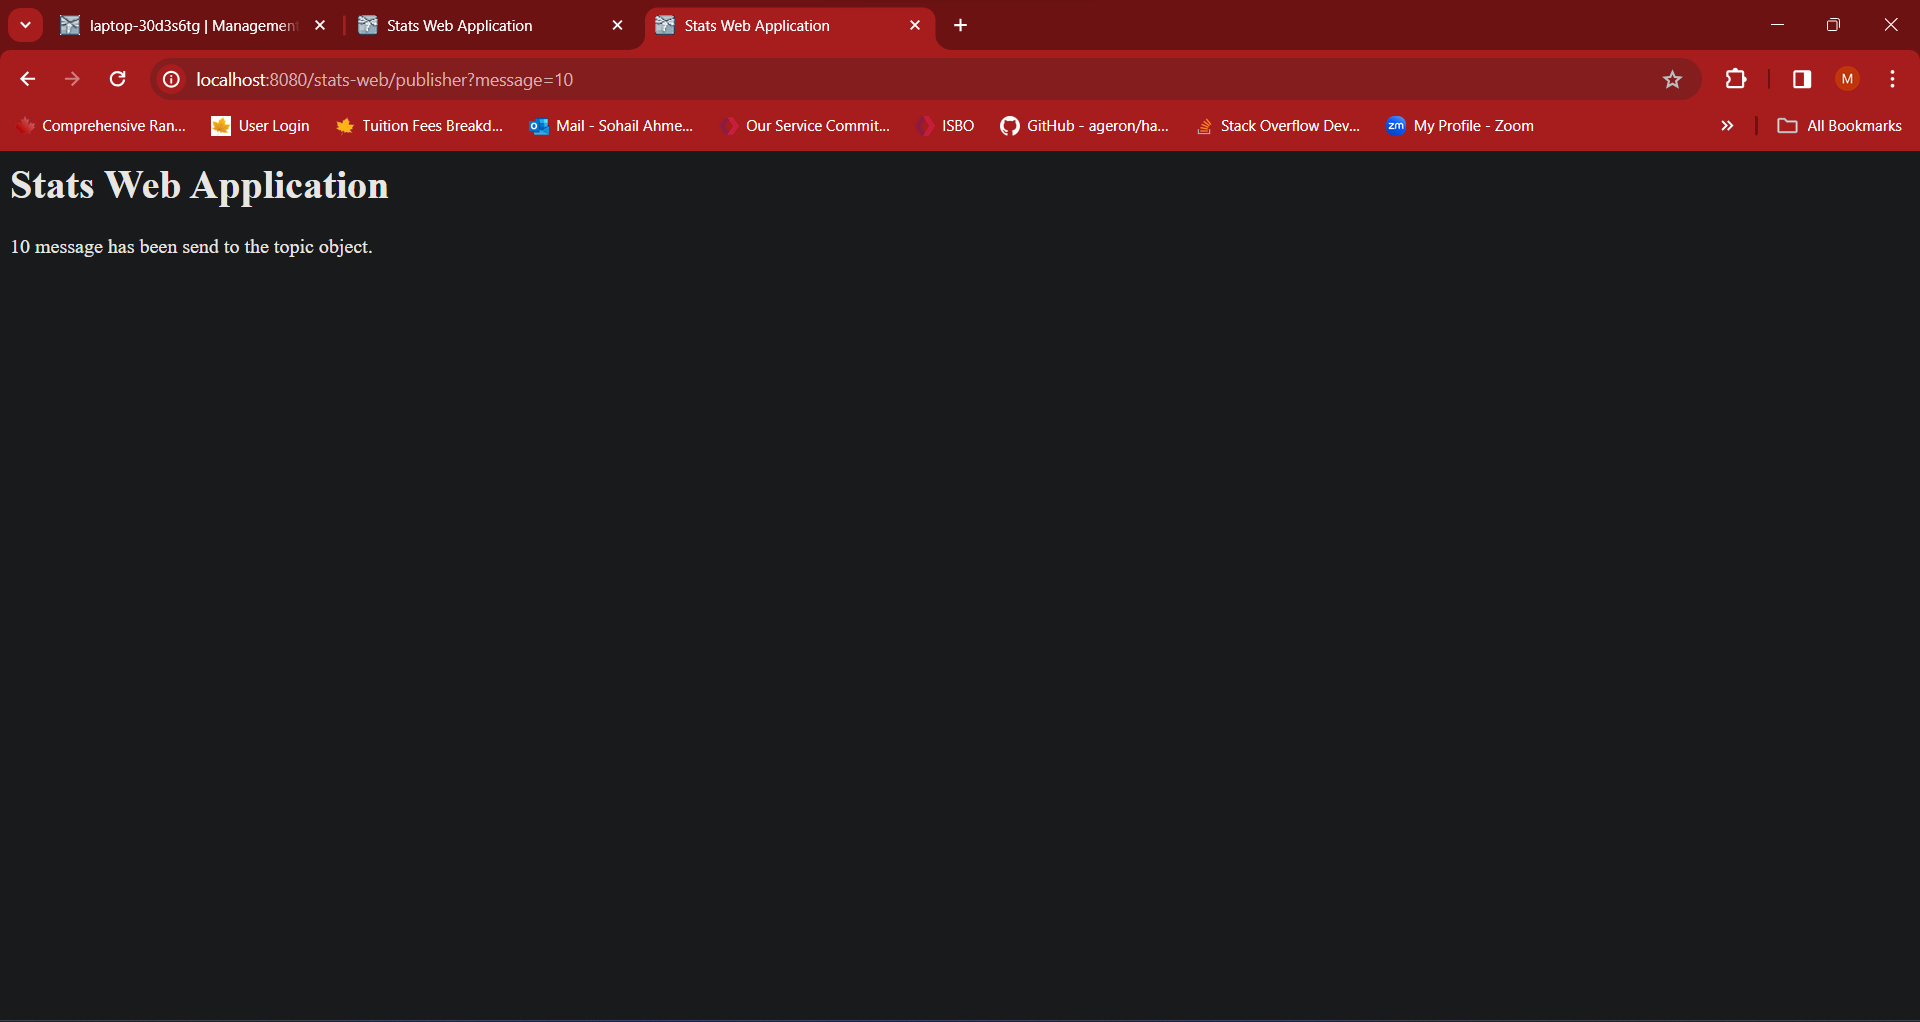 laptop-30d3s6tg | Management
Stats Web Application
Stats Web Application
localhost:8080/stats-web/publisher?message=10
M
Comprehensive Ran...
User Login
Tuition Fees Breakd...
Mail - Sohail Ahme...
Our Service Commit...
ISBO
GitHub - ageron/ha...
Stack Overflow Dev...
zm
My Profile - Zoom
All Bookmarks
Stats Web Application
10 message has been send to the topic object.